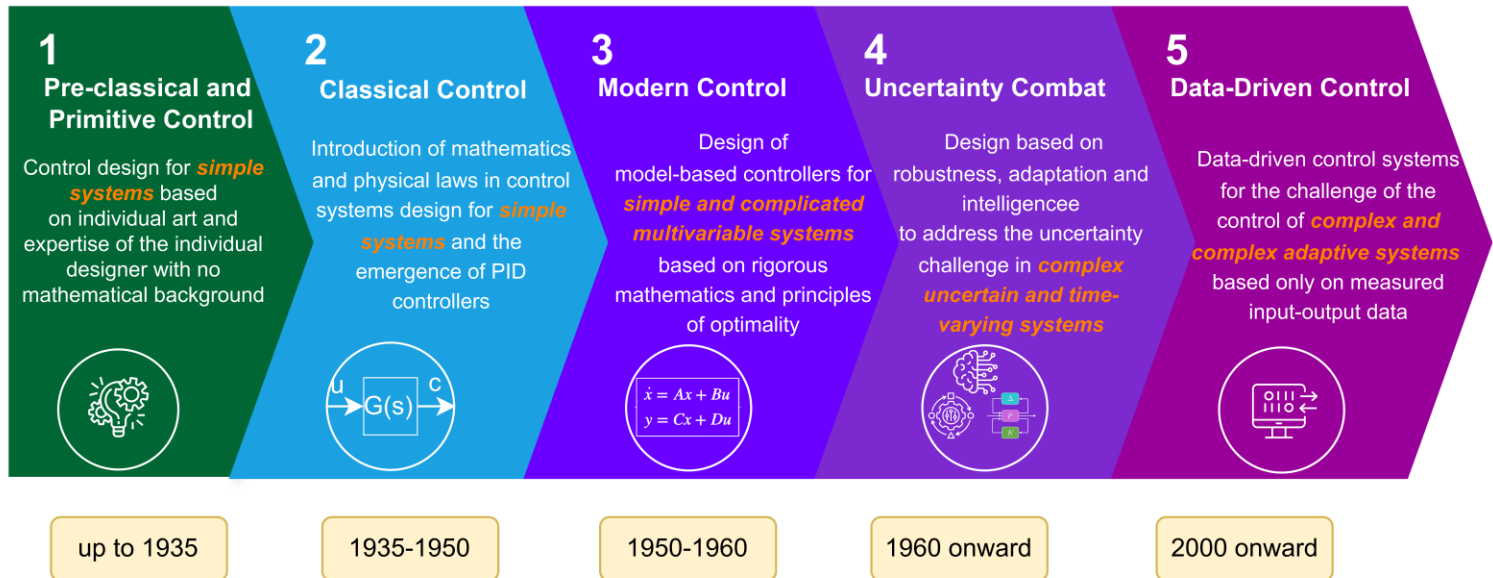 1
Pre-classical and
Primitive Control
Control design for simple
systems based
on individual art and
expertise of the individual
designer with no
mathematical background
up to 1935
2
Classical Control
Introduction of mathematics
and physical laws in control
systems design for simple
systems and the
emergence of PID
controllers
u
G(s)
c
1935-1950
3
Modern Control
Design of
model-based controllers for
simple and complicated
multivariable systems
based on rigorous
mathematics and principles
of optimality
ẋ = Ax + Bu
y = Cx + Du
1950-1960
4
Uncertainty Combat
Design based on
robustness, adaptation and
intelligencee
to address the uncertainty
challenge in complex
uncertain and time-
varying systems
Δ
P
K
1960 onward
5
Data-Driven Control
Data-driven control systems
for the challenge of the
control of complex and
complex adaptive systems
based only on measured
input-output data
2000 onward